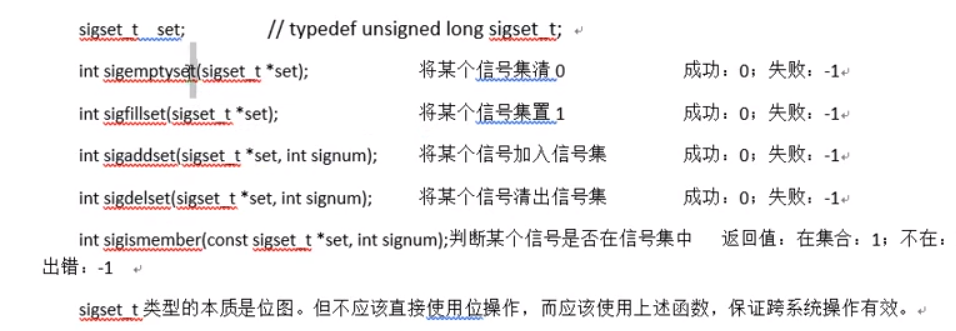 sigset_t set; // typedef unsigned long sigset_t;
int sigemptyset(sigset_t *set); 将某个信号集清 0 成功：0；失败：-1
int sigfillset(sigset_t *set); 将某个信号集置 1 成功：0；失败：-1
int sigaddset(sigset_t *set, int signum); 将某个信号加入信号集 成功：0；失败：-1
int sigdelset(sigset_t *set, int signum); 将某个信号清出信号集 成功：0；失败：-1
int sigismember(const sigset_t *set, int signum);判断某个信号是否在信号集中 返回值：在集合：1；不在：
出错：-1
sigset_t 类型的本质是位图。但不应该直接使用位操作，而应该使用上述函数，保证跨系统操作有效。